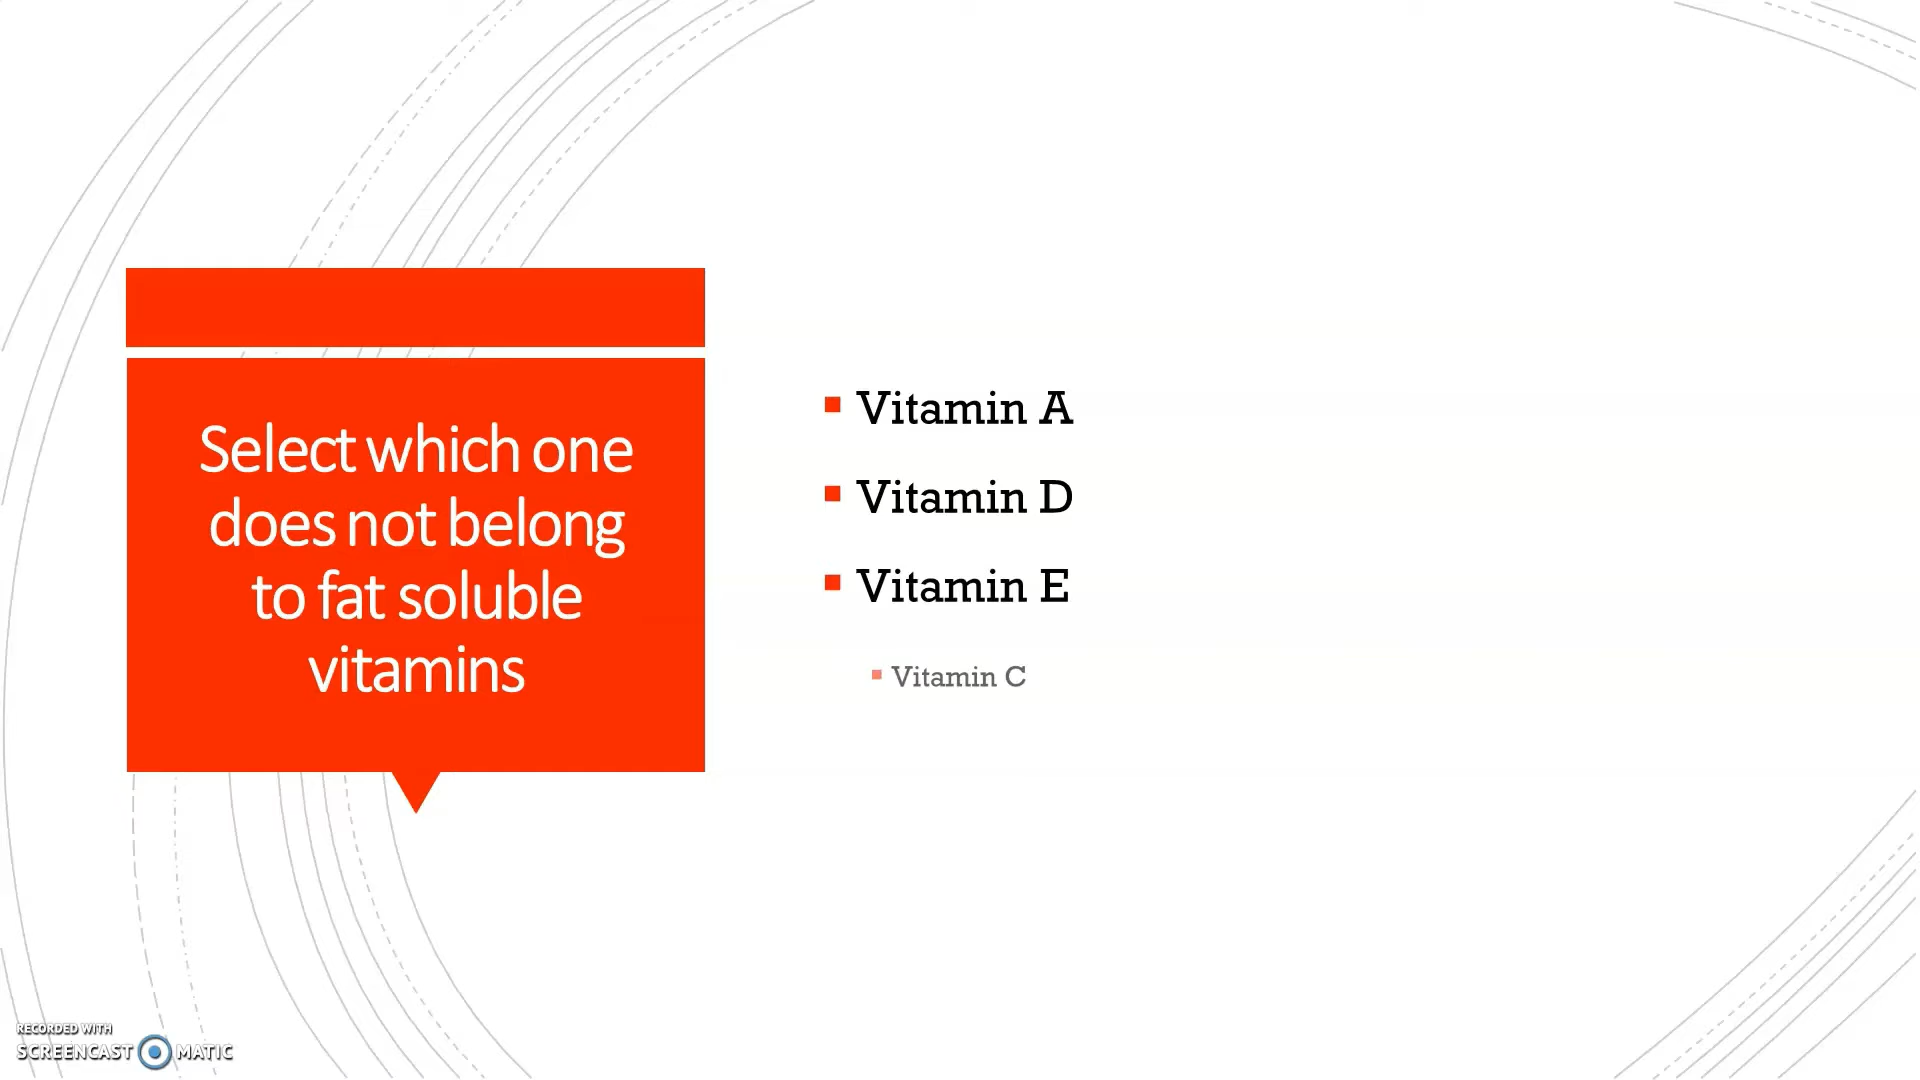 Select which one
does not belong
to fat soluble
vitamins
Vitamin A
Vitamin D
Vitamin E
Vitamin C
RECORDED WITH
SCREENCAST MATIC